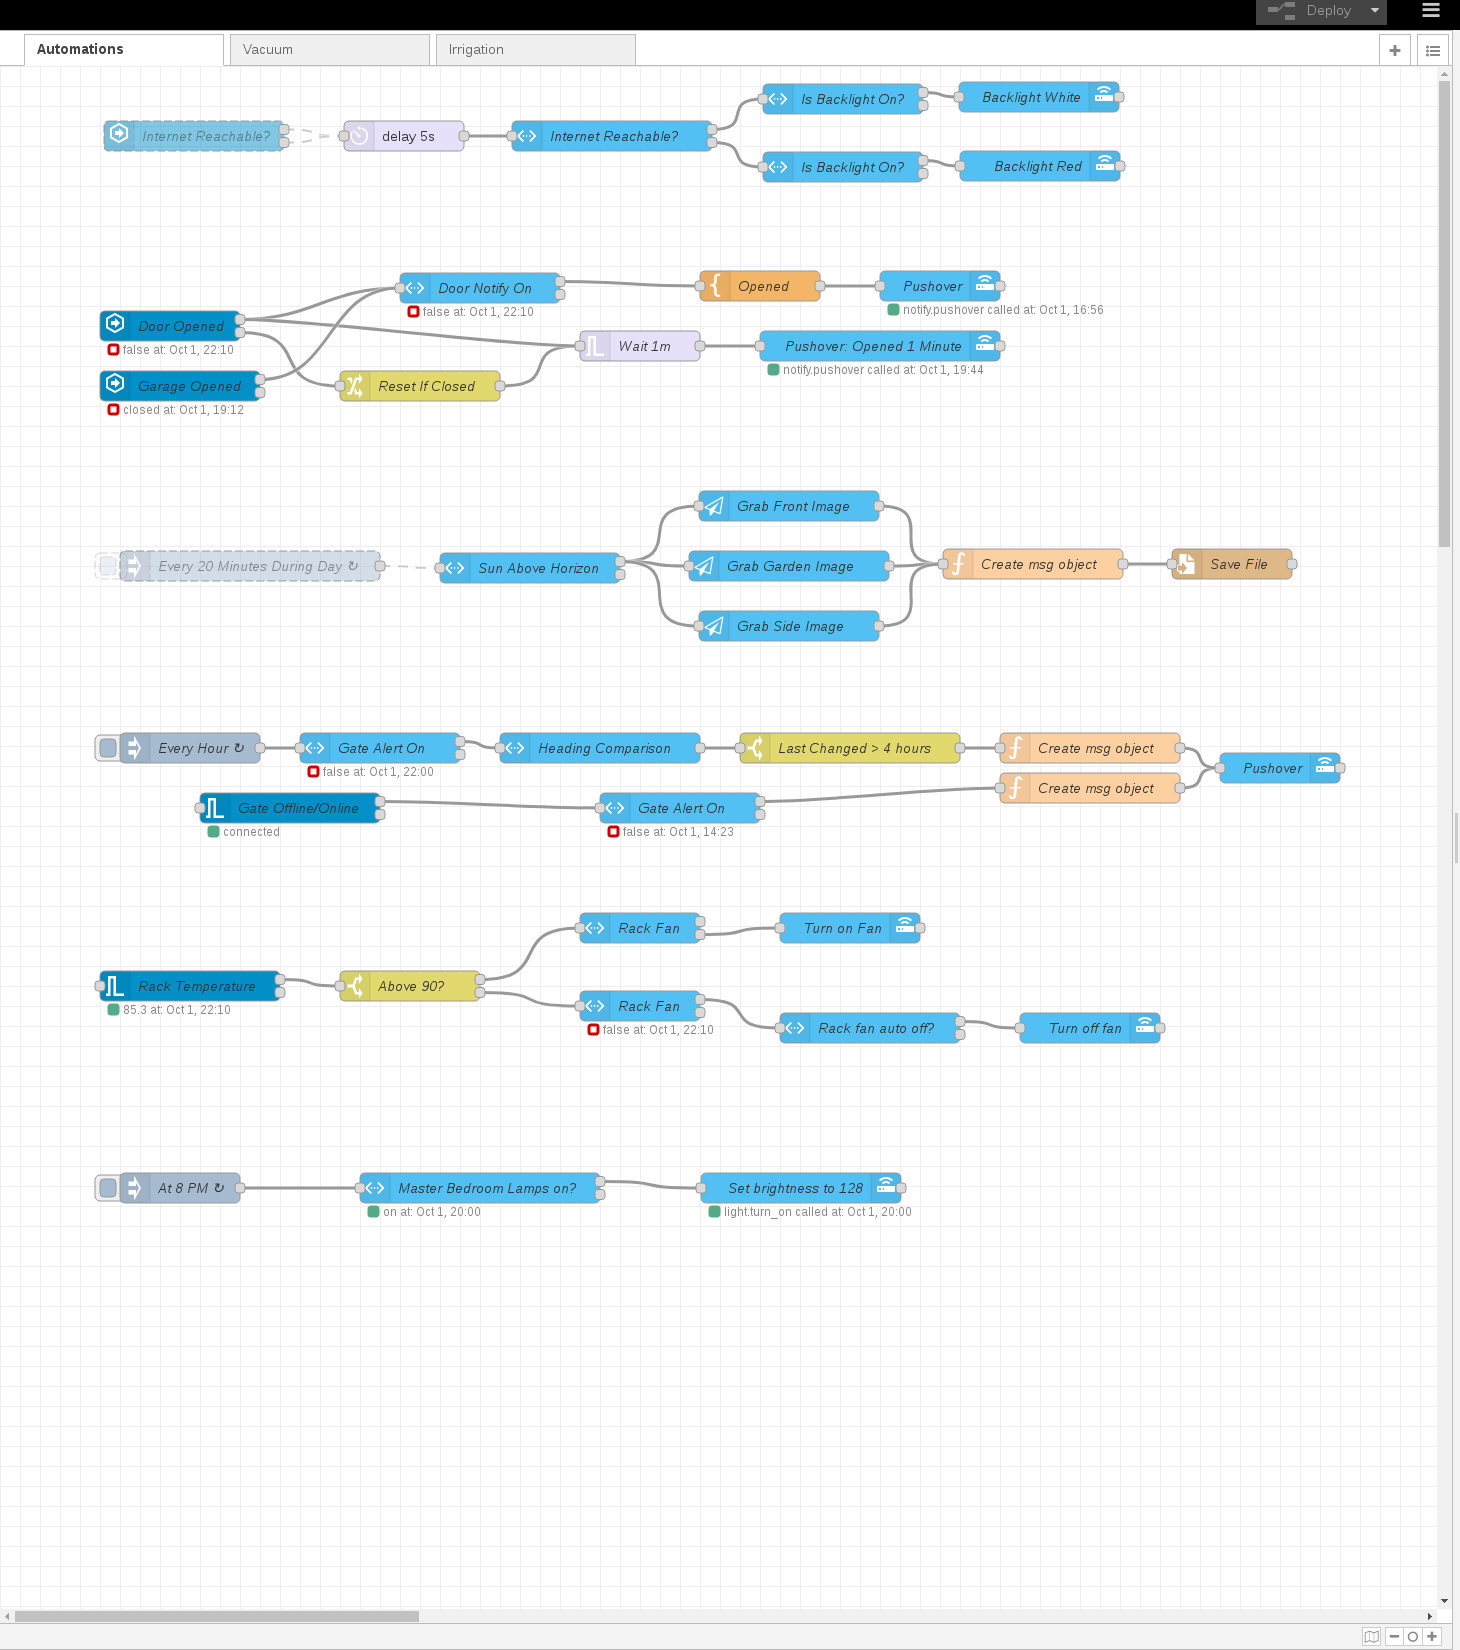 Deploy
Automations
Vacuum
Irrigation
Is Backlight On?
Backlight White
Internet Reachable?
delay 5s
Internet Reachable?
Is Backlight On?
Backlight Red
Door Notify On
false at: Oct 1, 22:10
Opened
Pushover
notify.pushover called at: Oct 1, 16:56
Door Opened
false at: Oct 1, 22:10
Wait 1m
Pushover: Opened 1 Minute
notify.pushover called at: Oct 1, 19:44
Garage Opened
closed at: Oct 1, 19:12
Reset If Closed
Grab Front Image
Every 20 Minutes During Day ↻
Sun Above Horizon
Grab Garden Image
Create msg object
Save File
Grab Side Image
Every Hour ↻
Gate Alert On
false at: Oct 1, 22:00
Heading Comparison
Last Changed > 4 hours
Create msg object
Pushover
Create msg object
Gate Offline/Online
connected
Gate Alert On
false at: Oct 1, 14:23
Rack Fan
Turn on Fan
Rack Temperature
85.3 at: Oct 1, 22:10
Above 90?
Rack Fan
false at: Oct 1, 22:10
Rack fan auto off?
Turn off fan
At 8 PM ↻
Master Bedroom Lamps on?
on at: Oct 1, 20:00
Set brightness to 128
light.turn_on called at: Oct 1, 20:00